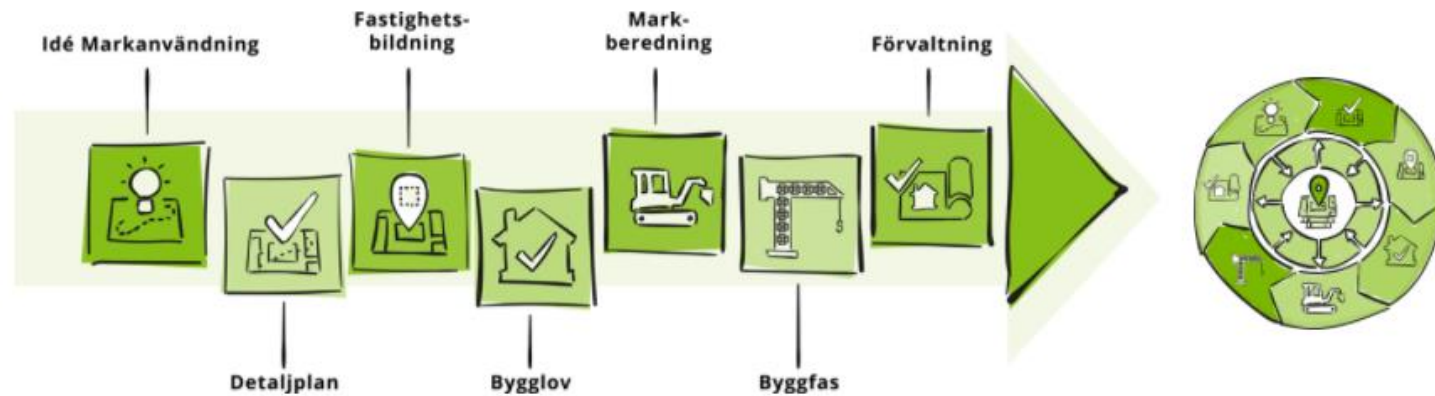 Idé Markanvändning
Detaljplan
Fastighets-
bildning
Bygglov
Mark-
beredning
Byggfas
Förvaltning